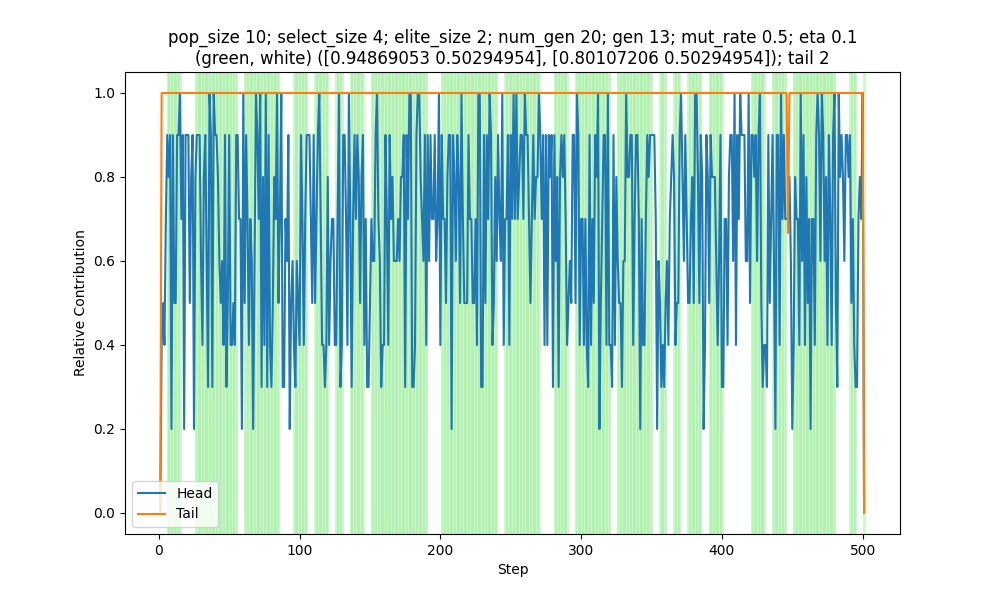 pop_size 10; select_size 4; elite_size 2; num_gen 20; gen 13; mut_rate 0.5; eta 0.1
(green, white) ([0.94869053 0.50294954], [0.80107206 0.50294954]); tail 2
Relative Contribution
1.0
0.8
0.6
0.4
0.2
0.0
Head
Tail
0
100
200
300
400
500
Step